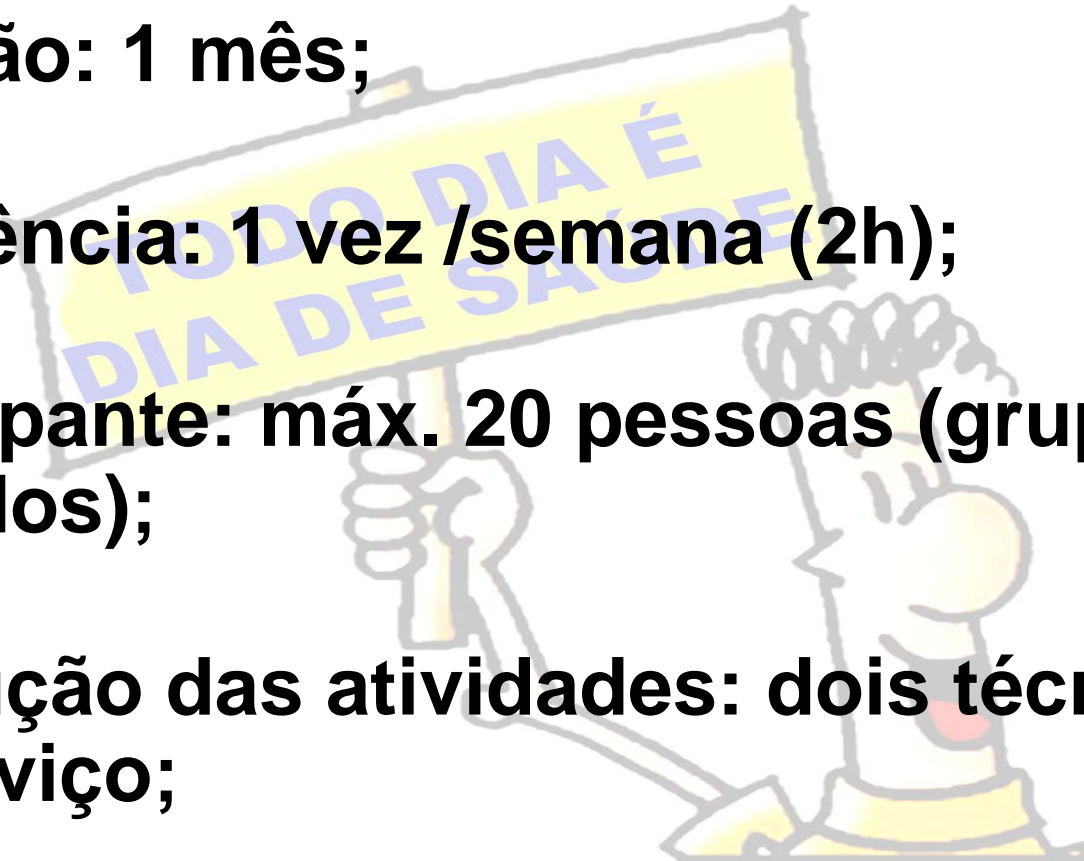 ão: 1 mês;
TODO DIA É
DIA DE SAÚDE
ência: 1 vez /semana (2h);
pante: máx. 20 pessoas (grup
los);
ução das atividades: dois técn
viço;